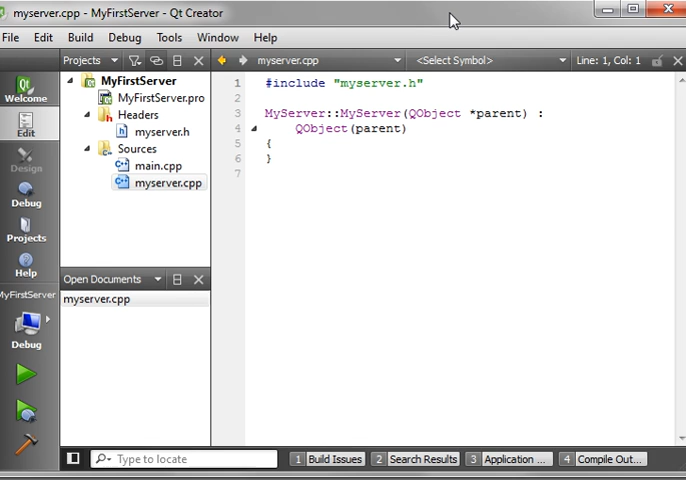 myserver.cpp - MyFirstServer - Qt Creator
File Edit Build Debug Tools Window Help
Projects myserver.cpp <Select Symbol> Line: 1, Col: 1
Qt
Welcome
Edit
Design
Debug
Projects
Help
MyFirstServer
Debug
MyFirstServer
MyFirstServer.pro
Headers
h myserver.h
Sources
C++ main.cpp
C++ myserver.cpp
Open Documents
myserver.cpp
1 #include "myserver.h"
2
3 MyServer::MyServer(QObject *parent) :
4 QObject(parent)
5 {
6 }
7
Type to locate 1 Build Issues 2 Search Results 3 Application ... 4 Compile Out...